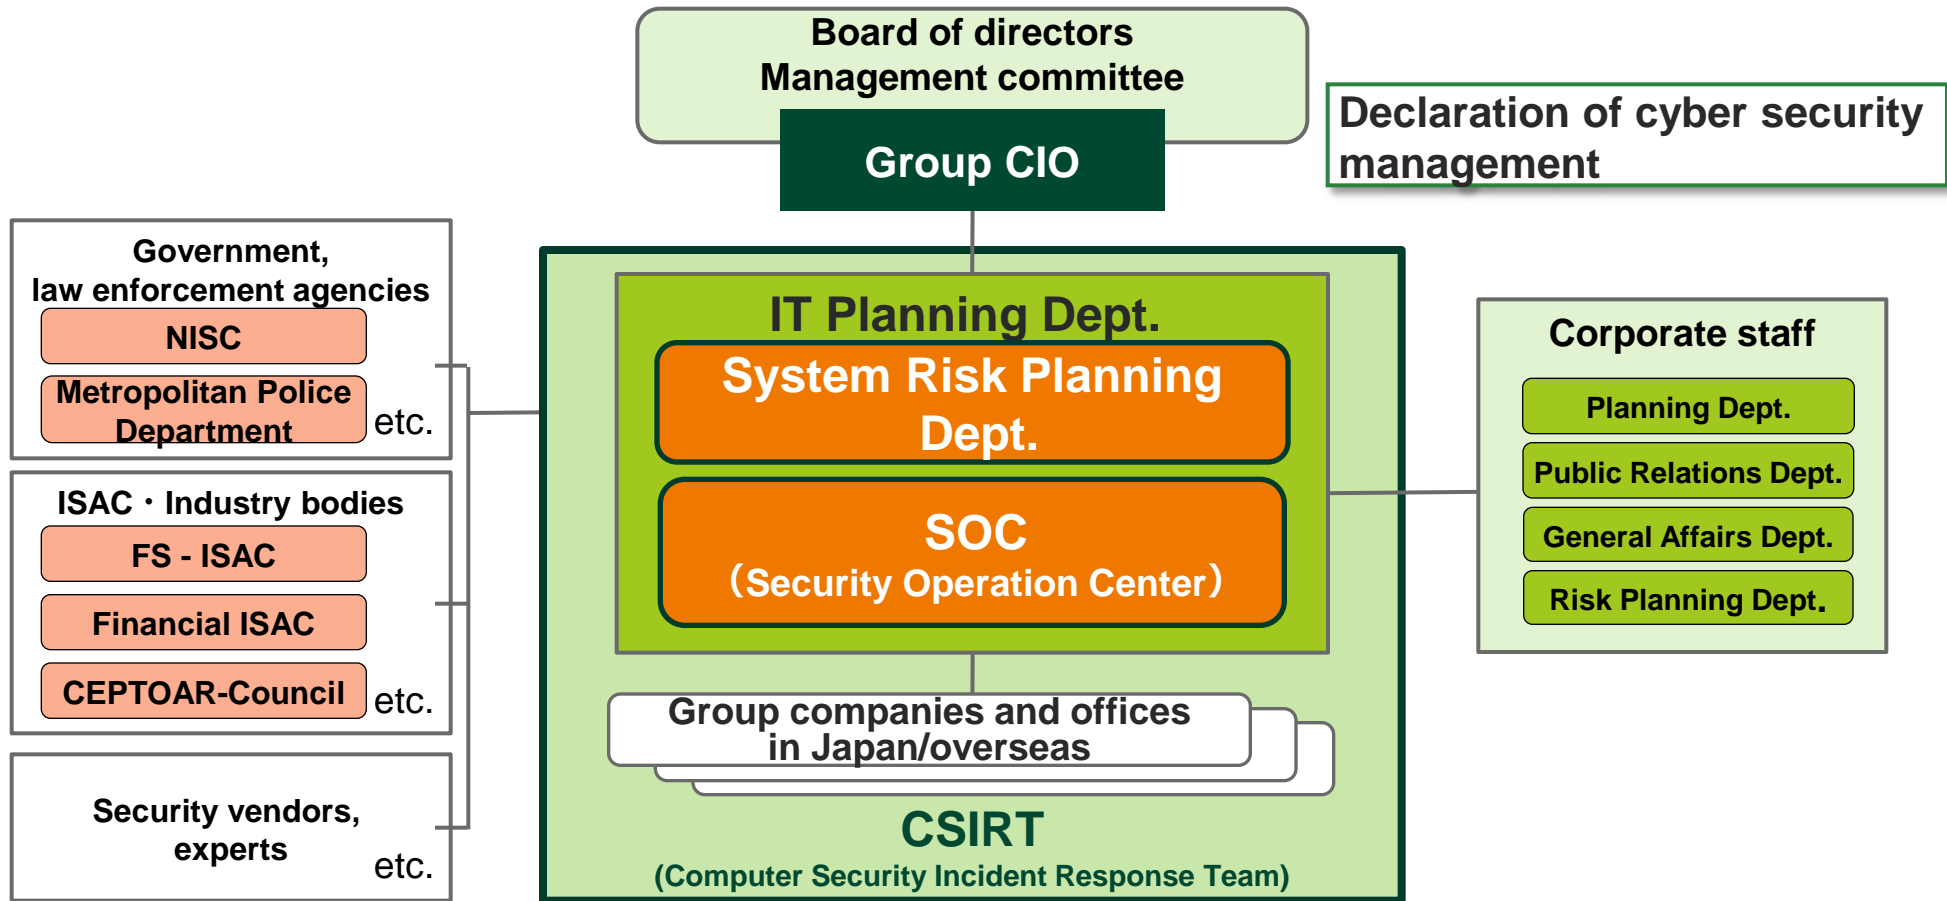 Board of directors
Management committee
Group CIO
Declaration of cyber security
management
Government,
law enforcement agencies
NISC
Metropolitan Police
Department
etc.
ISAC・Industry bodies
FS - ISAC
Financial ISAC
CEPTOAR-Council
etc.
Security vendors,
experts
etc.
IT Planning Dept.
System Risk Planning
Dept.
SOC
（Security Operation Center）
Group companies and offices
in Japan/overseas
CSIRT
(Computer Security Incident Response Team)
Corporate staff
Planning Dept.
Public Relations Dept.
General Affairs Dept.
Risk Planning Dept.